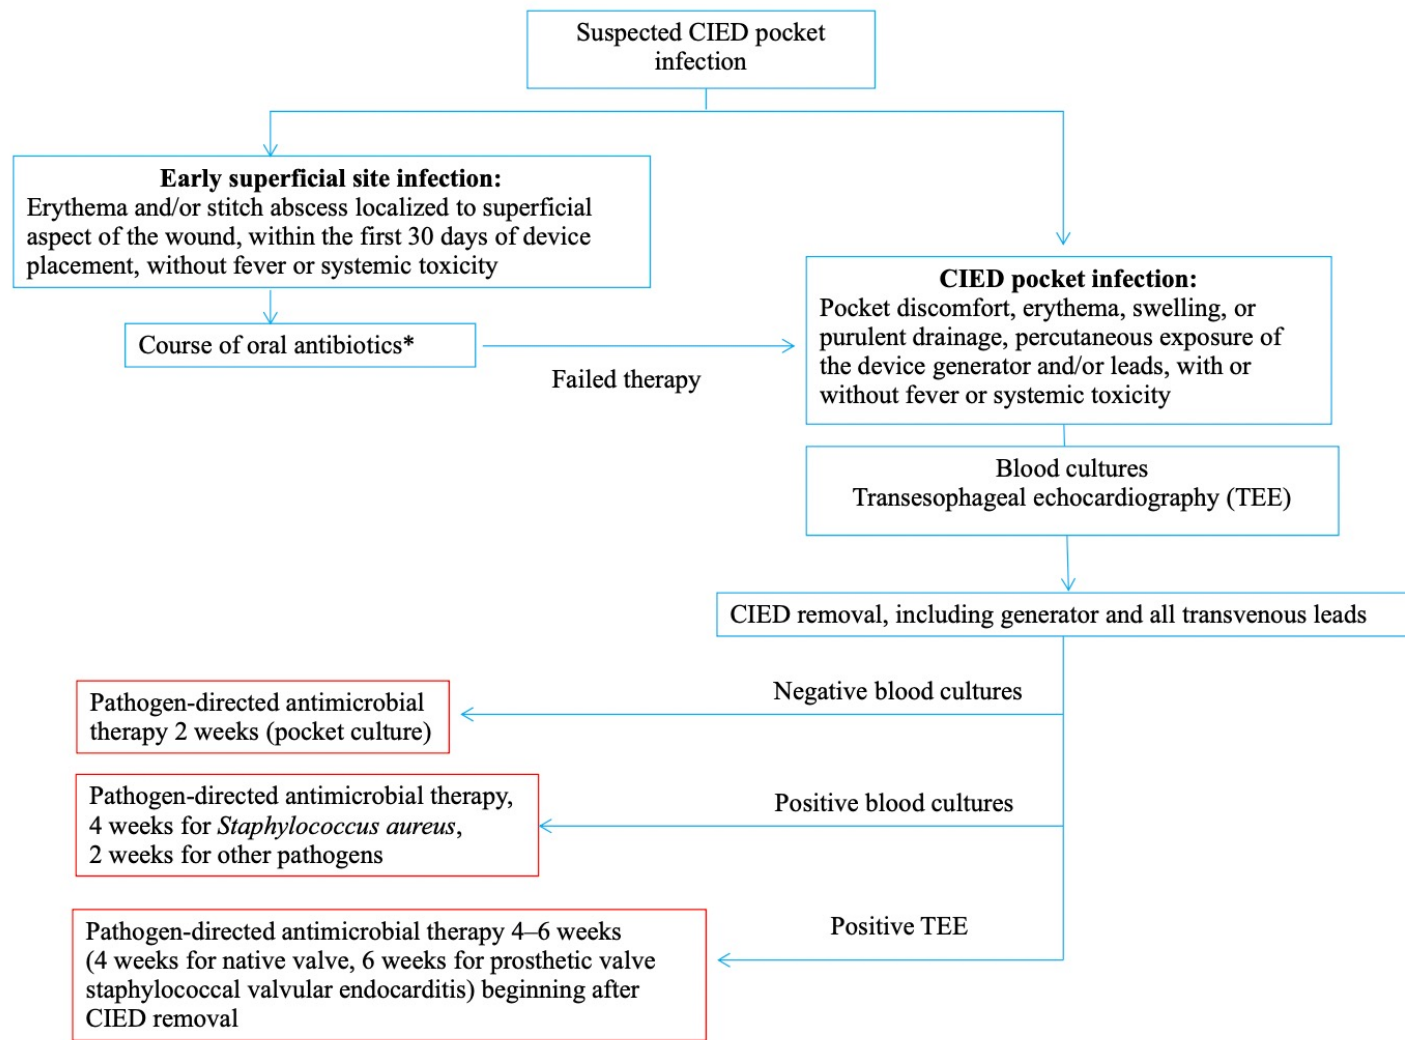 Suspected CIED pocket
infection
Early superficial site infection:
Erythema and/or stitch abscess localized to superficial
aspect of the wound, within the first 30 days of device
placement, without fever or systemic toxicity
Course of oral antibiotics*
Failed therapy
CIED pocket infection:
Pocket discomfort, erythema, swelling, or
purulent drainage, percutaneous exposure of
the device generator and/or leads, with or
without fever or systemic toxicity
Blood cultures
Transesophageal echocardiography (TEE)
CIED removal, including generator and all transvenous leads
Negative blood cultures
Pathogen-directed antimicrobial
therapy 2 weeks (pocket culture)
Positive blood cultures
Pathogen-directed antimicrobial therapy,
4 weeks for Staphylococcus aureus,
2 weeks for other pathogens
Positive TEE
Pathogen-directed antimicrobial therapy 4–6 weeks
(4 weeks for native valve, 6 weeks for prosthetic valve
staphylococcal valvular endocarditis) beginning after
CIED removal